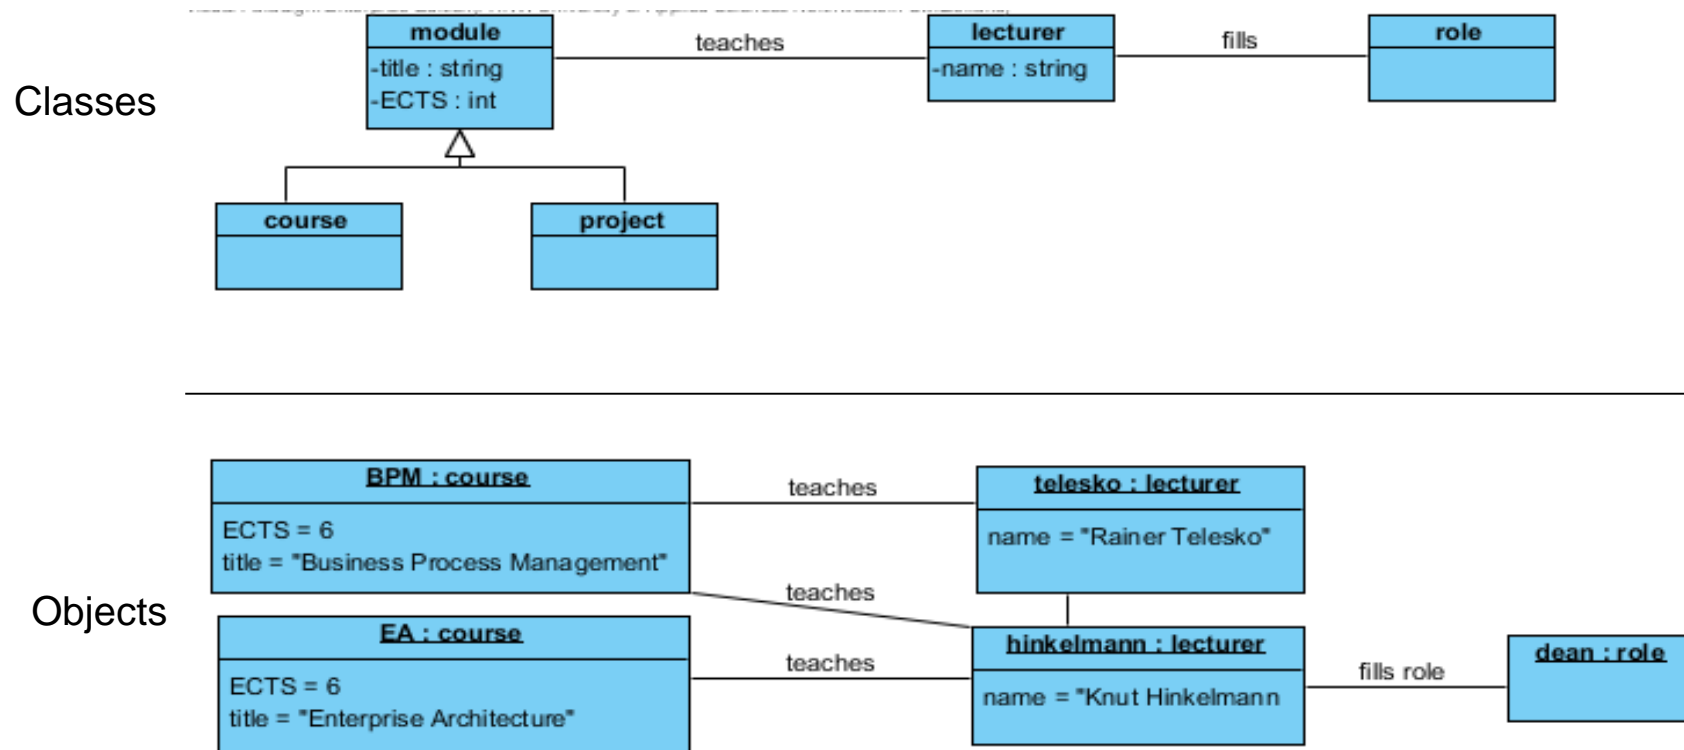 module
teaches
lecturer
fills
role
-title : string
-name : string
Classes
-ECTS : int
course
project
BPM : course
teaches
telesko : lecturer
ECTS = 6
name = "Rainer Telesko"
title = "Business Process Management"
teaches
Objects
EA : course
teaches
hinkelmann : lecturer
fills role
dean : role
ECTS = 6
name = "Knut Hinkelmann
title = "Enterprise Architecture"